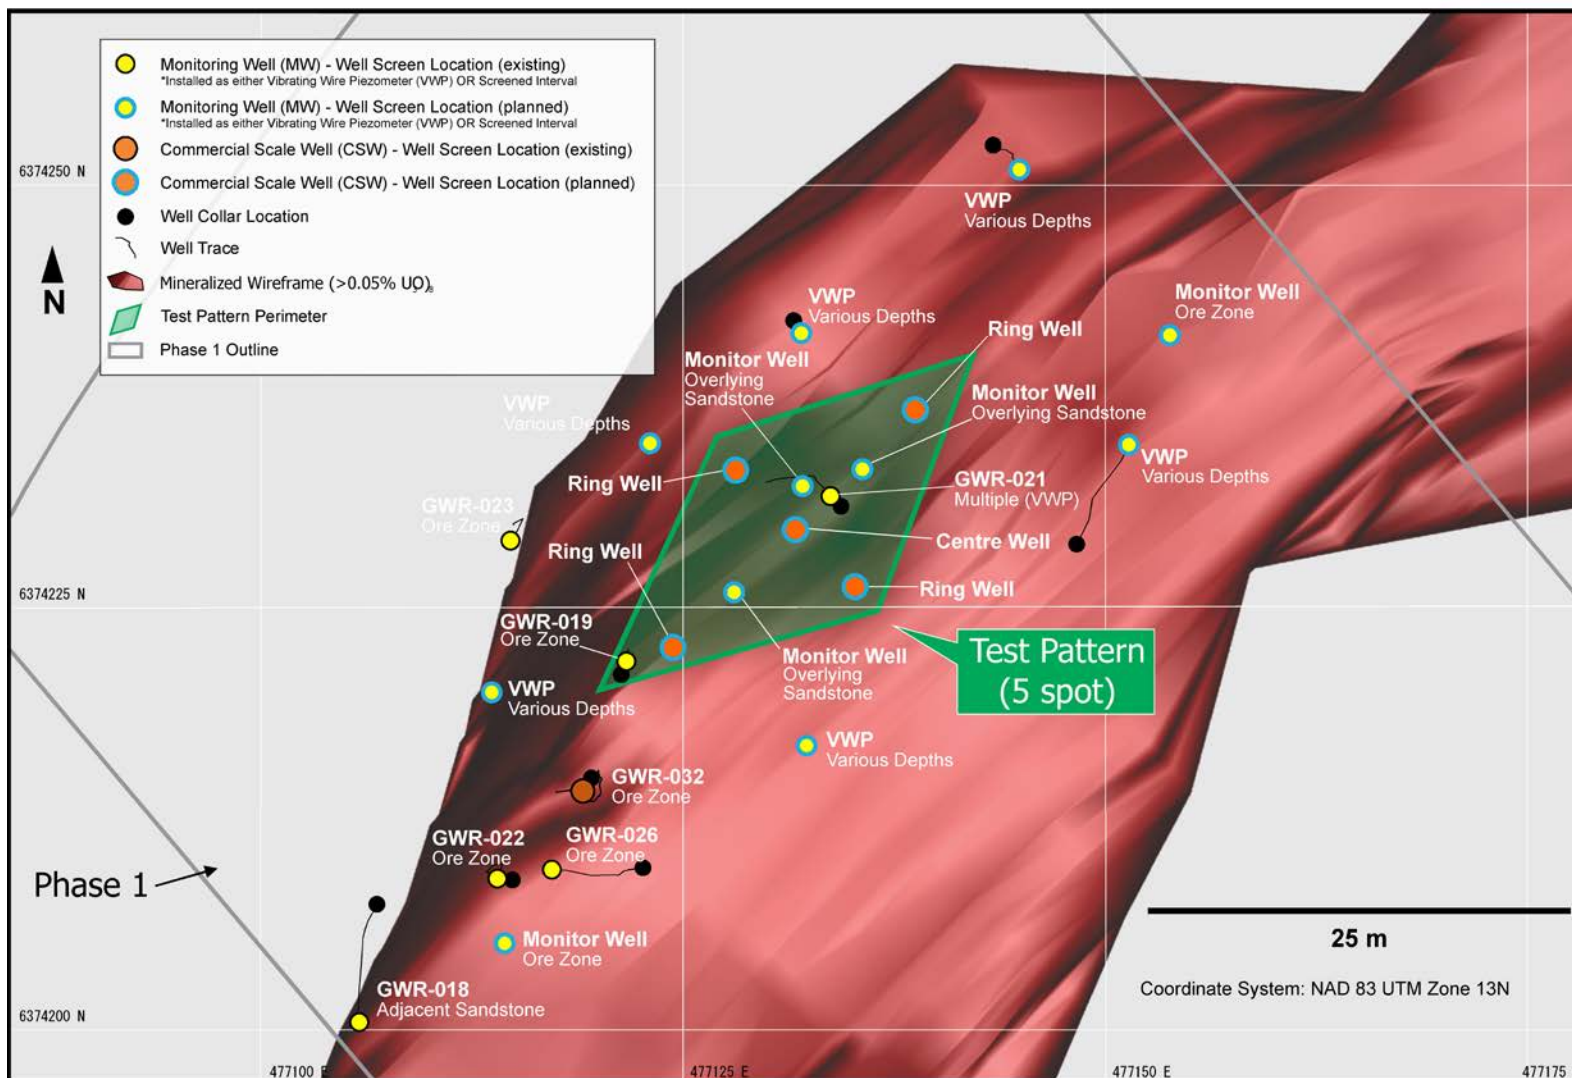 Monitoring Well (MW) - Well Screen Location (existing)
*Installed as either Vibrating Wire Piezometer (VWP) OR Screened Interval
Monitoring Well (MW) - Well Screen Location (planned)
*Installed as either Vibrating Wire Piezometer (VWP) OR Screened Interval
Commercial Scale Well (CSW) - Well Screen Location (existing)
Commercial Scale Well (CSW) - Well Screen Location (planned)
Well Collar Location
Well Trace
Mineralized Wireframe (>0.05% U₃O₈)
Test Pattern Perimeter
Phase 1 Outline
6374250 N
N
VWP
Various Depths
VWP
Various Depths
Monitor Well
Ore Zone
Ring Well
Monitor Well
Overlying
Sandstone
Monitor Well
Overlying Sandstone
VWP
Various Depths
VWP
Various Depths
Ring Well
GWR-021
Multiple (VWP)
GWR-023
Ore Zone
Ring Well
Centre Well
Ring Well
6374225 N
GWR-019
Ore Zone
Test Pattern
(5 spot)
Monitor Well
Overlying
Sandstone
VWP
Various Depths
VWP
Various Depths
GWR-032
Ore Zone
GWR-022
Ore Zone
GWR-026
Ore Zone
Phase 1
Monitor Well
Ore Zone
25 m
GWR-018
Adjacent Sandstone
Coordinate System: NAD 83 UTM Zone 13N
6374200 N
477100 E
477125 E
477150 E
477175